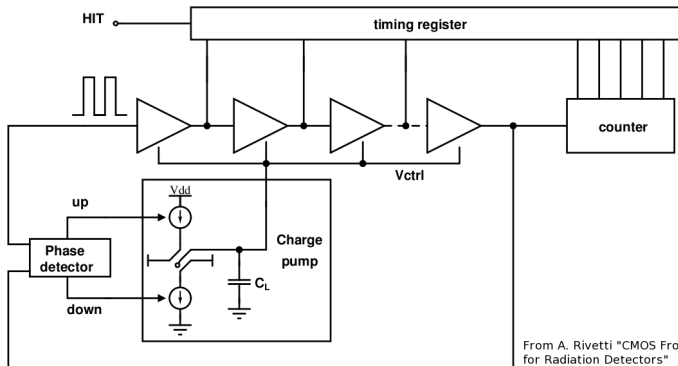 HIT
timing register
counter
Vctrl
Vdd
up
Charge
pump
Phase
detector
C_L
down
From A. Rivetti "CMOS Fro
for Radiation Detectors"